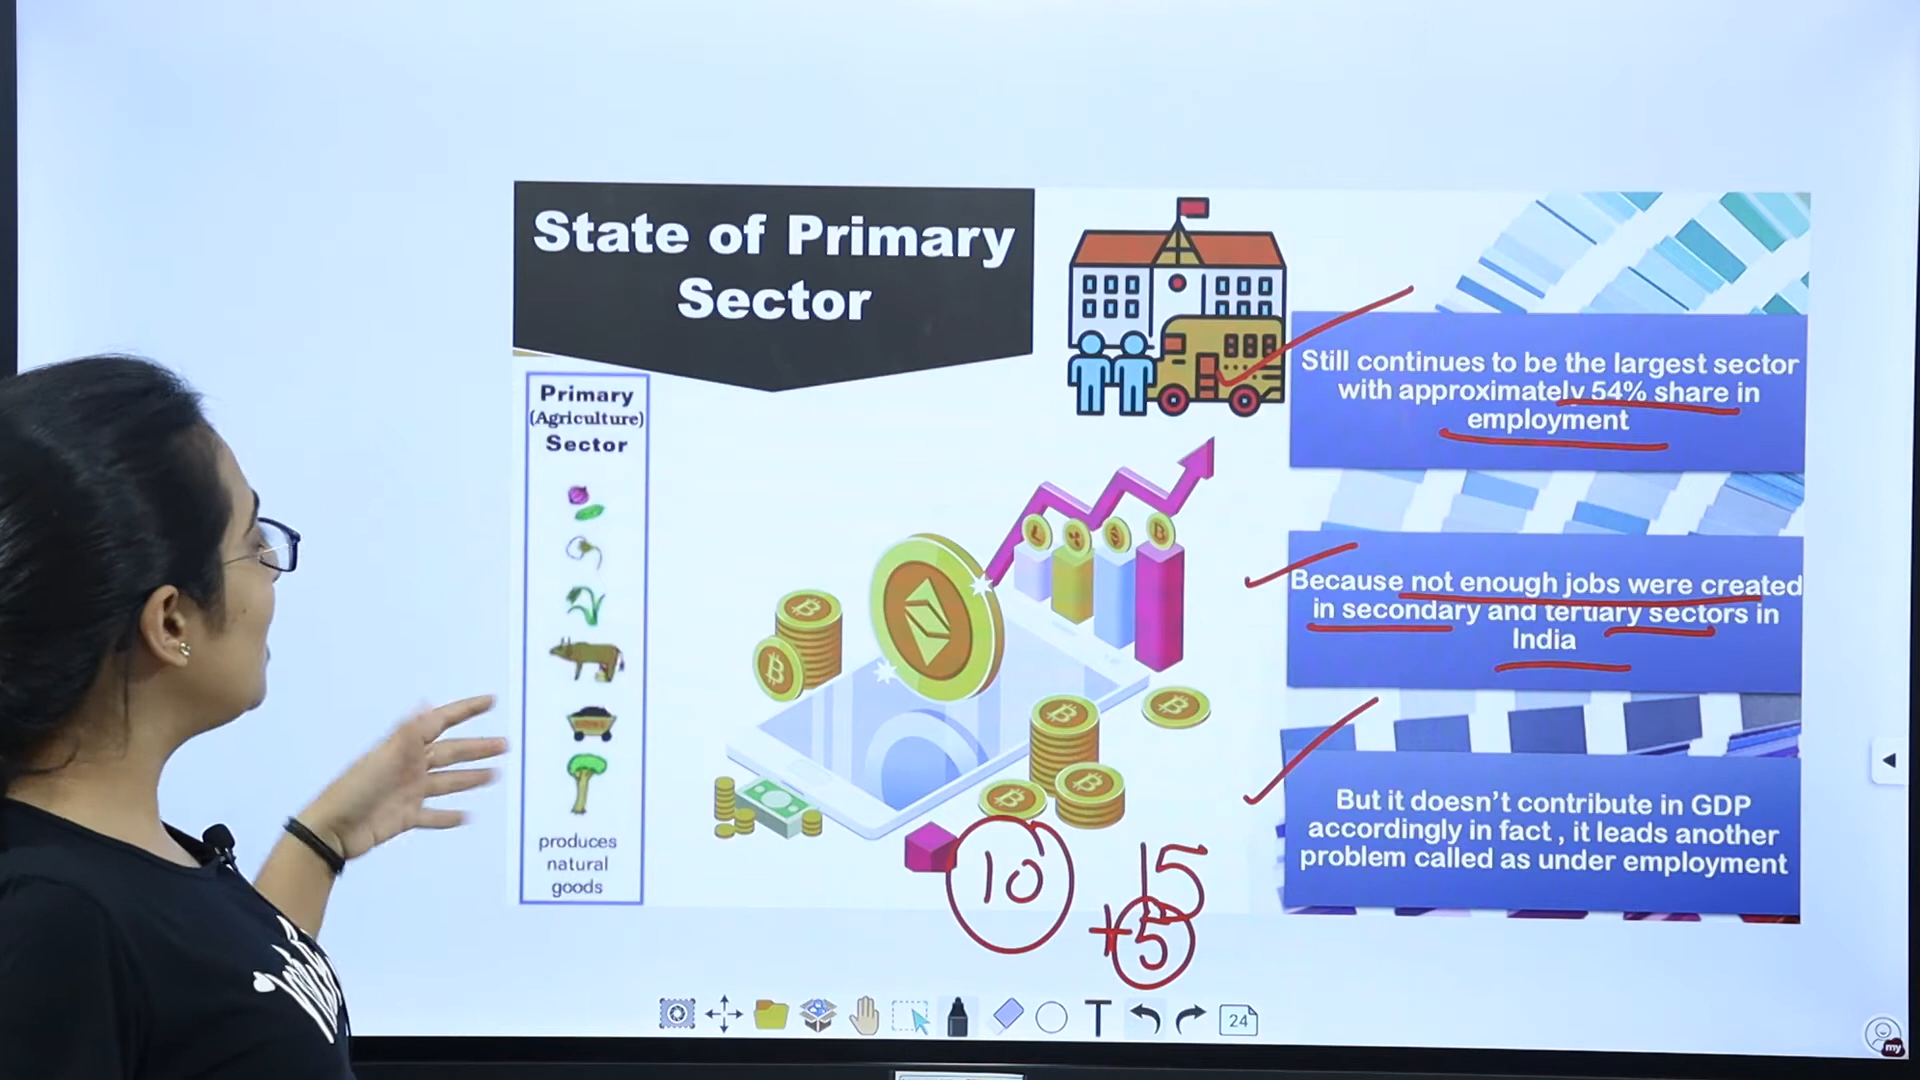 State of Primary
Sector
Primary
(Agriculture)
Sector
produces
natural
goods
Still continues to be the largest sector
with approximately 54% share in
employment
Because not enough jobs were created
in secondary and tertiary sectors in
India
But it doesn't contribute in GDP
accordingly in fact , it leads another
problem called as under employment
10
15
+5
T
24
my